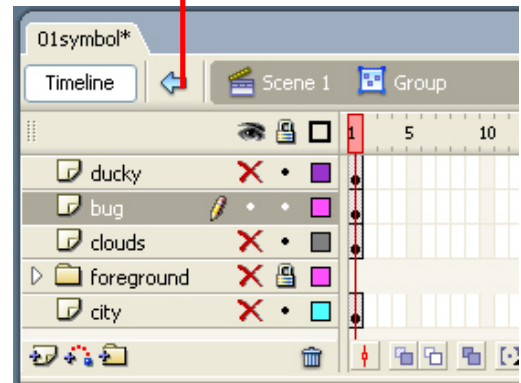 01symbol*
Timeline Scene 1 Group
1 5 10
ducky
bug
clouds
foreground
city